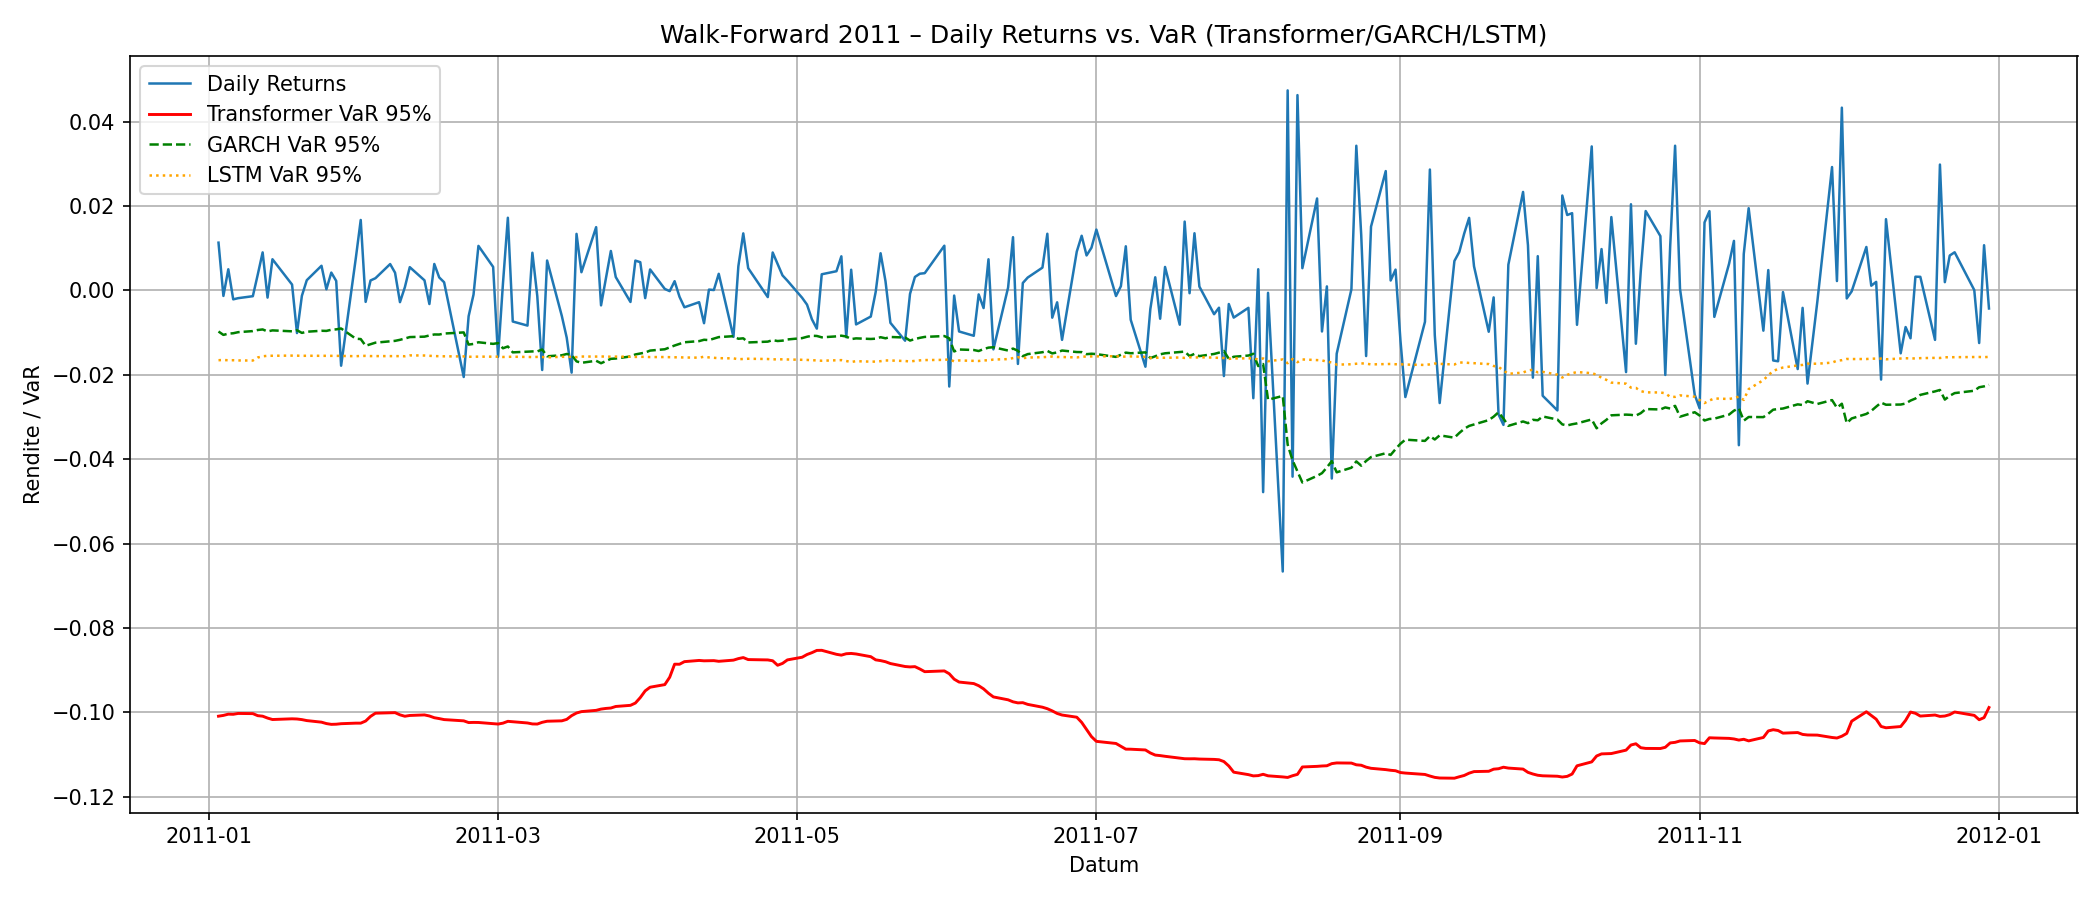 Walk-Forward 2011 – Daily Returns vs. VaR (Transformer/GARCH/LSTM)
Daily Returns
Transformer VaR 95%
GARCH VaR 95%
LSTM VaR 95%
Rendite / VaR
0.04
0.02
0.00
−0.02
−0.04
−0.06
−0.08
−0.10
−0.12
2011-01 2011-03 2011-05 2011-07 2011-09 2011-11 2012-01
Datum